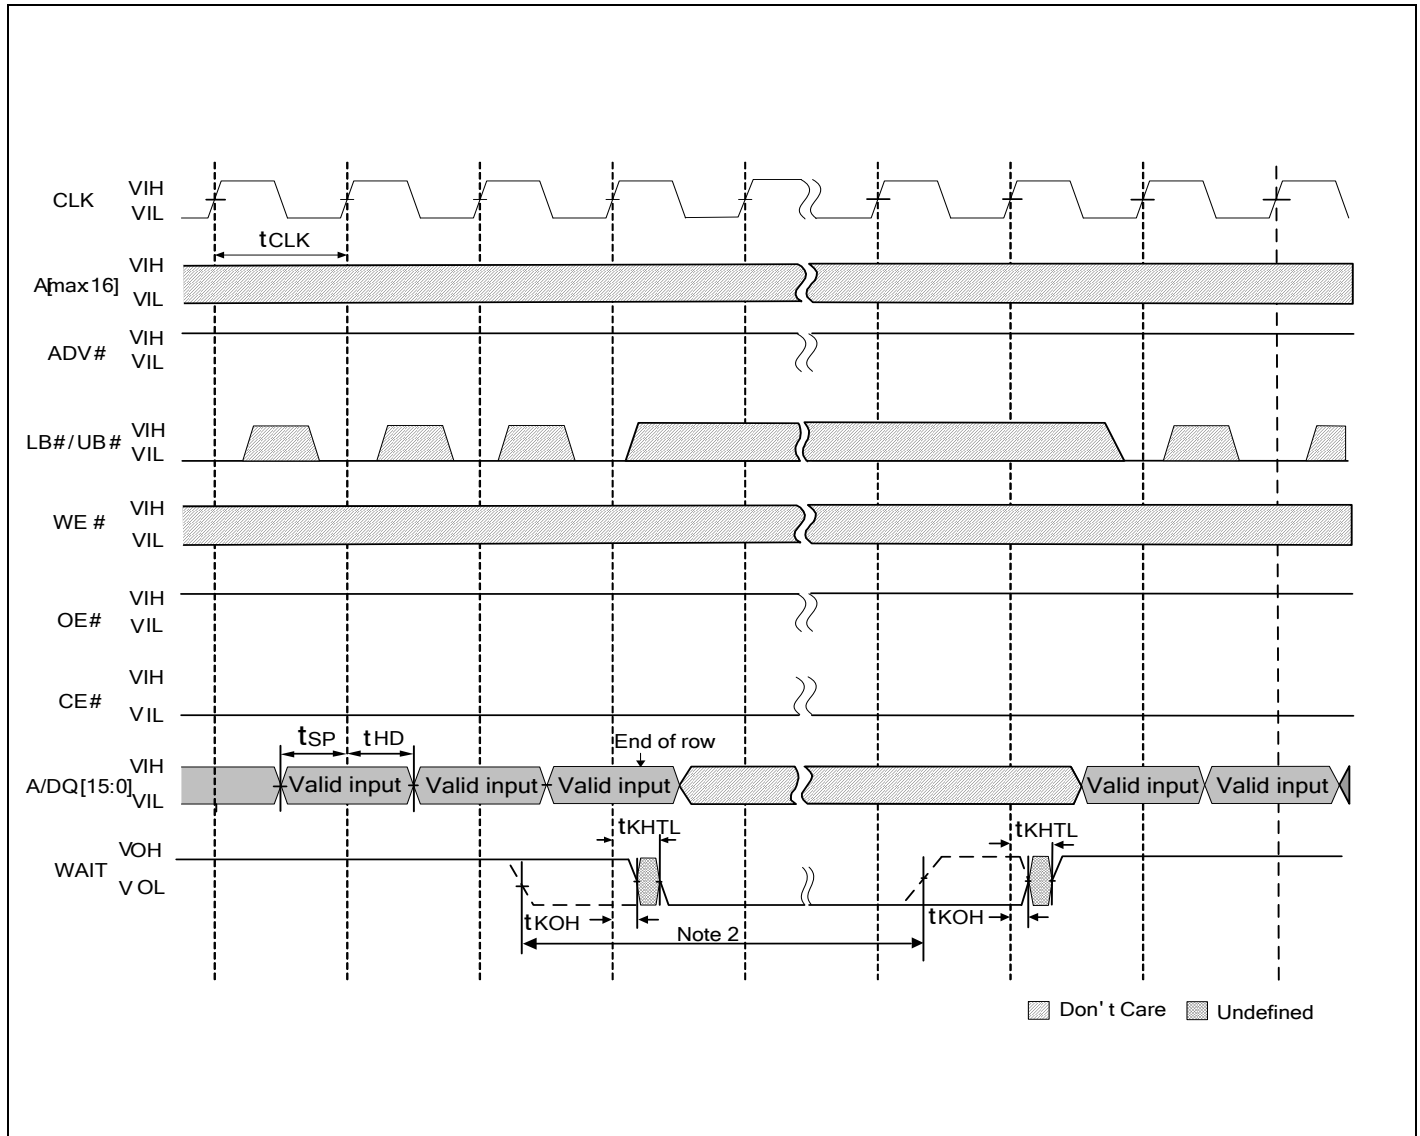 CLK VIH
VIL
tCLK
A[max:16] VIH
VIL
ADV# VIH
VIL
LB#/UB# VIH
VIL
WE # VIH
VIL
OE# VIH
VIL
CE# VIH
VIL
tSP tHD End of row
A/DQ[15:0] VIH
VIL
Valid input Valid input Valid input Valid input Valid input
tKHTL tKHTL
WAIT VOH
VOL
tKOH tKOH
Note 2
Don't Care Undefined